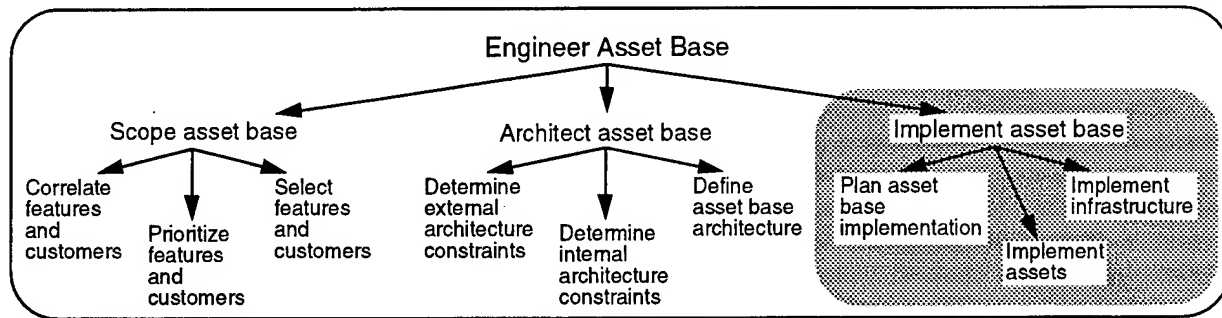 Engineer Asset Base
Scope asset base
Architect asset base
Implement asset base
Correlate
features
and
customers
Prioritize
features
and
customers
Select
features
and
customers
Determine
external
architecture
constraints
Determine
internal
architecture
constraints
Define
asset base
architecture
Plan asset
base
implementation
Implement
assets
Implement
infrastructure